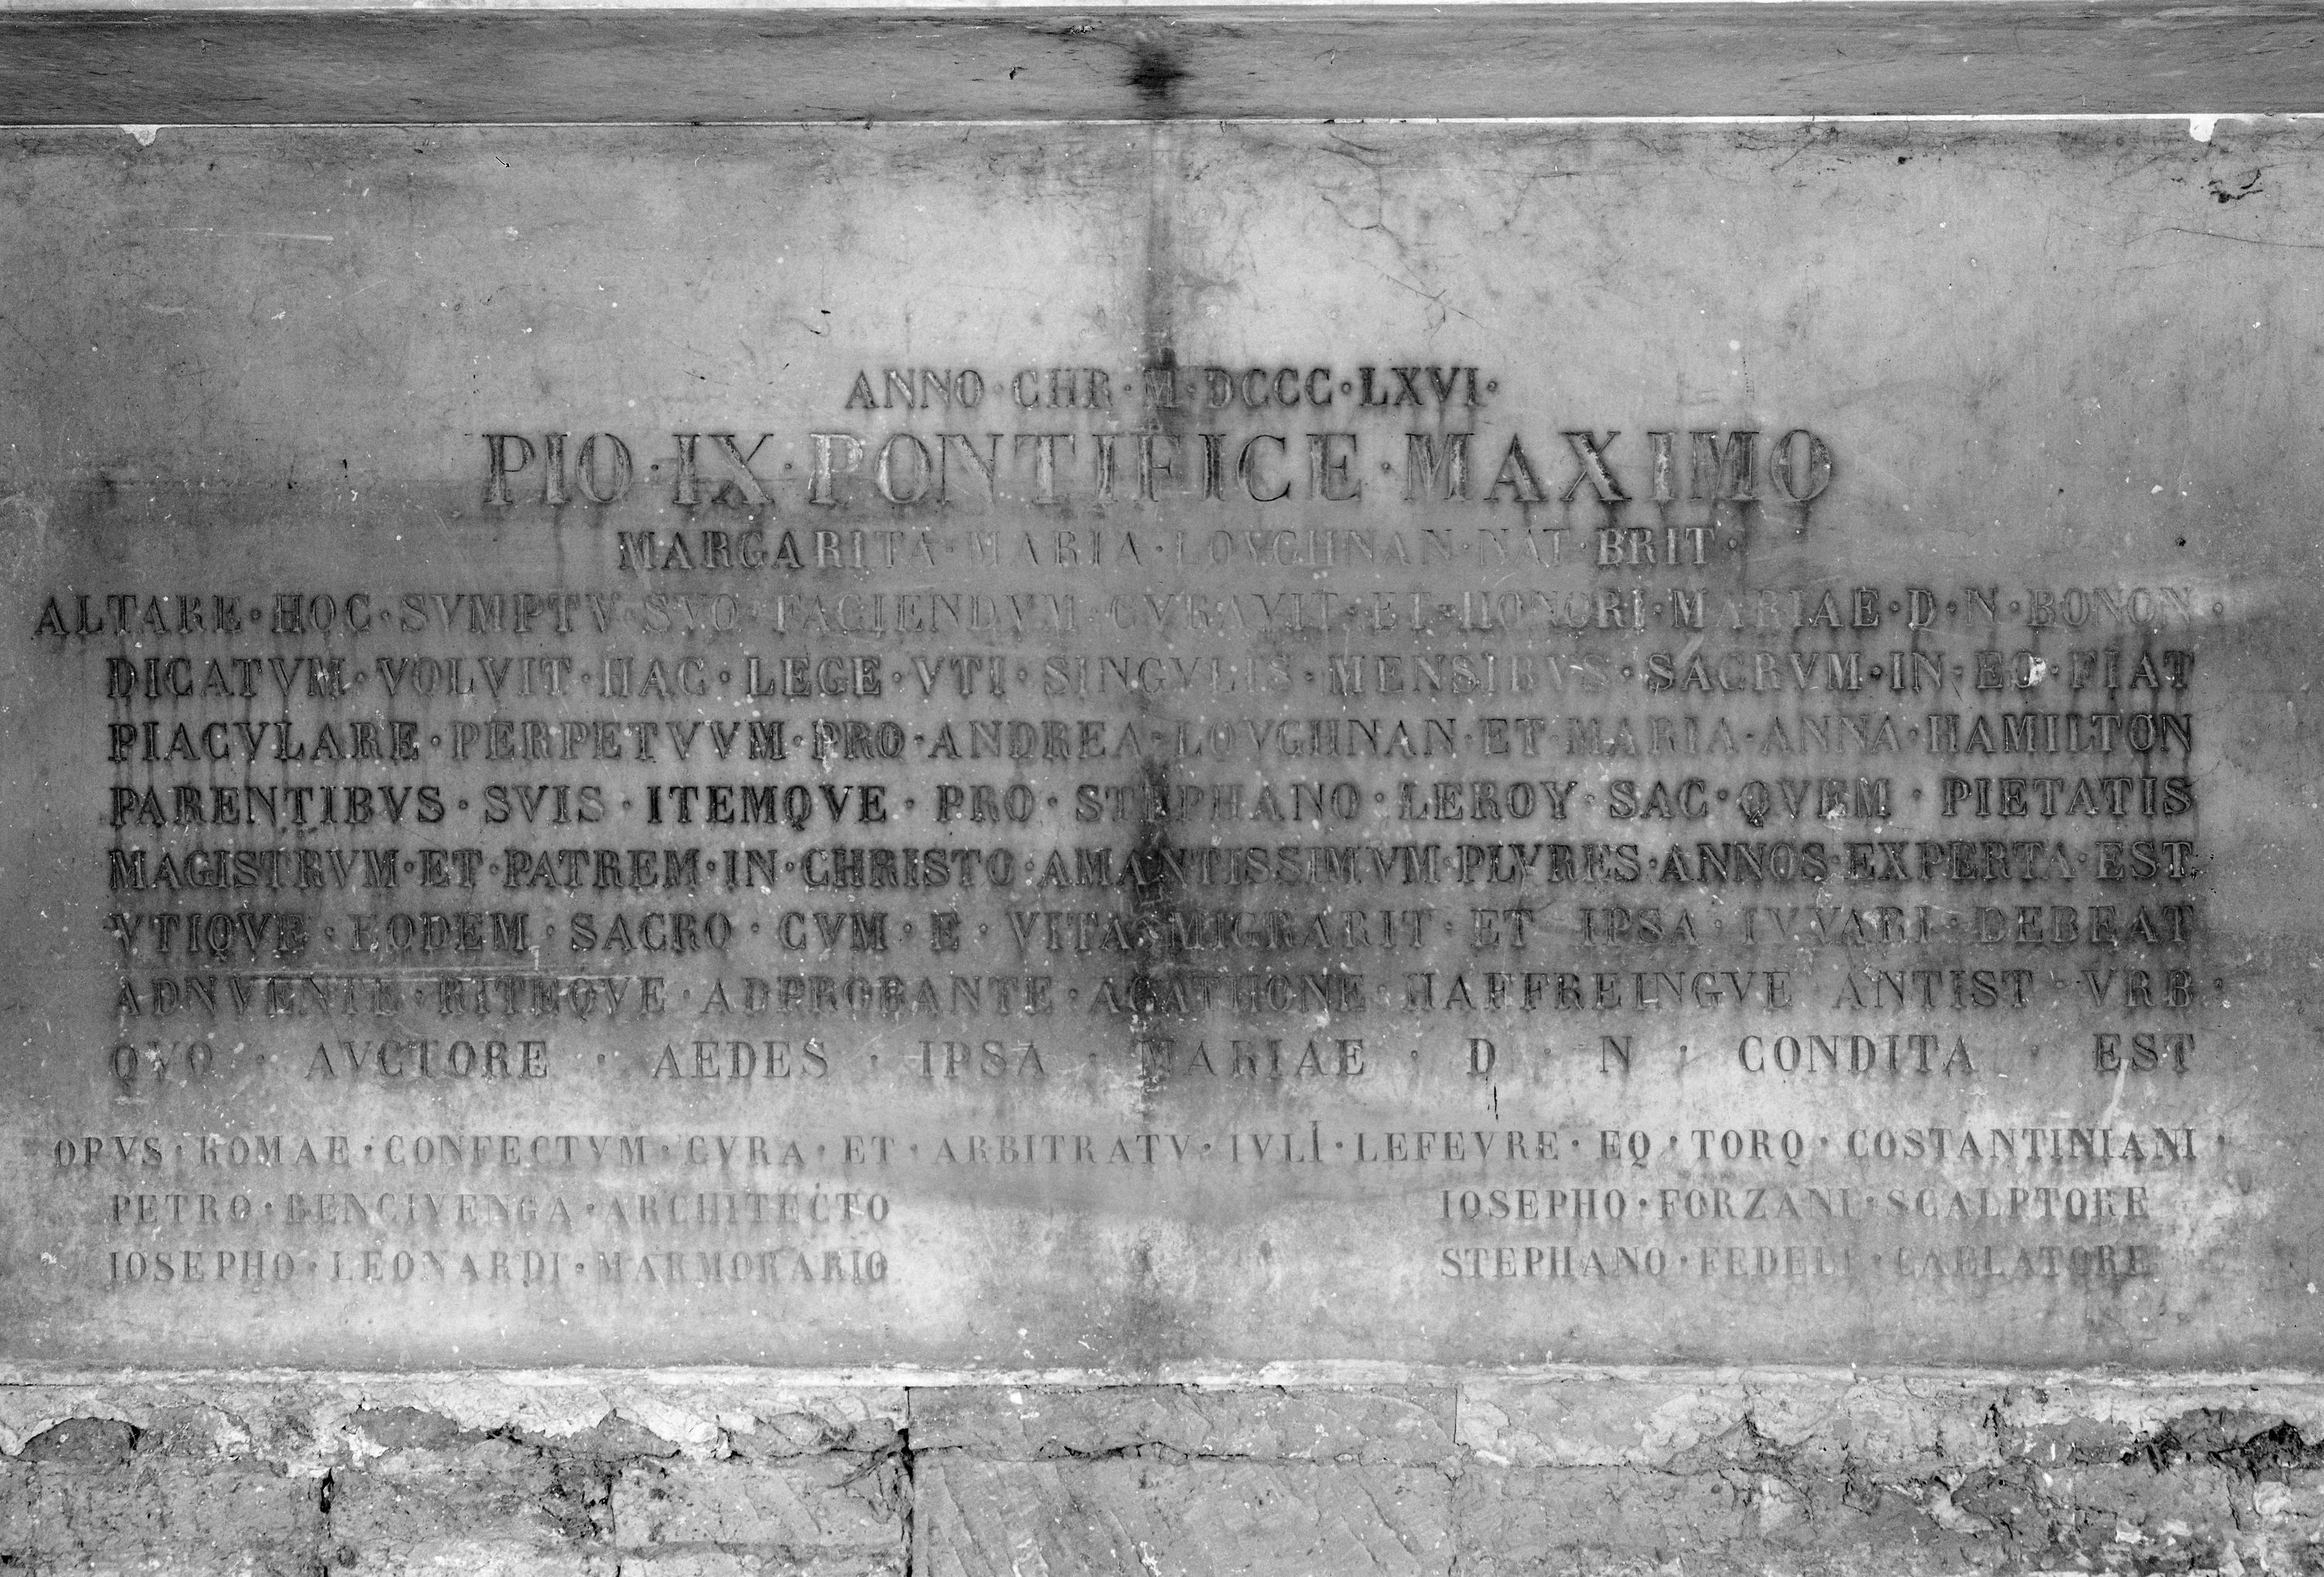 ANNO · CHR · M · DCCC · LXVI ·
PIO · IX · PONTIFICE · MAXIMO
MARGARITA · MARIA · LOVGHNAN · NAT · BRIT ·
ALTARE · HOC · SVMPTV · SVO · FACIENDVM · CVRAVIT · ET · HONORI · MARIAE · D · N · BONON ·
DICATVM · VOLVIT · HAC · LEGE · VTI · SINGVLIS · MENSIBVS · SACRVM · IN · EO · FIAT
PIACVLARE · PERPETVVM · PRO · ANDREA · LOVGHNAN · ET · MARIA · ANNA · HAMILTON
PARENTIBVS · SVIS · ITEMQVE · PRO · STEPHANO · LEROY · SAC · QVEM · PIETATIS
MAGISTRVM · ET · PATREM · IN · CHRISTO · AMANTISSIMVM · PLVRES · ANNOS · EXPERTA · EST
VTIQVE · EODEM · SACRO · CVM · E · VITA · MIGRARIT · ET IPSA · IVVARI · DEBEAT
ADNVENTE · RITEQVE · ADPROBANTE · AGATHONE · HAFFREINGVE ANTIST · VRB ·
QVO · AVCTORE · AEDES · IPSA · MARIAE · D · N · CONDITA · EST
OPVS · ROMAE · CONFECTVM · CVRA · ET · ARBITRATV · IVLI · LEFEVRE · EQ · TORQ · COSTANTINIANI ·
PETRO · BENCIVENGA · ARCHITECTO IOSEPHO · FORZANI · SCALPTORE
IOSEPHO · LEONARDI · MARMORARIO STEPHANO · FEDELI · CAELATORE